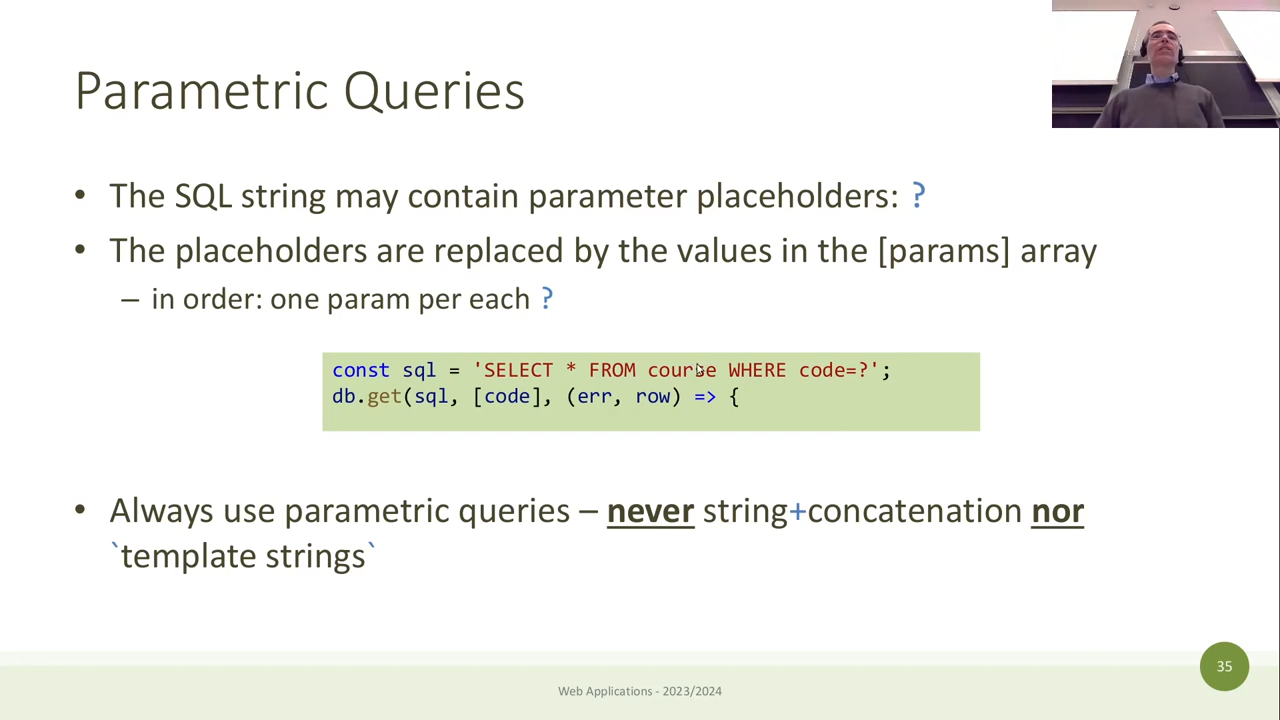 Parametric Queries
• The SQL string may contain parameter placeholders: ?
• The placeholders are replaced by the values in the [params] array
– in order: one param per each ?
const sql = 'SELECT * FROM course WHERE code=?';
db.get(sql, [code], (err, row) => {
• Always use parametric queries – never string+concatenation nor
`template strings`
35
Web Applications - 2023/2024